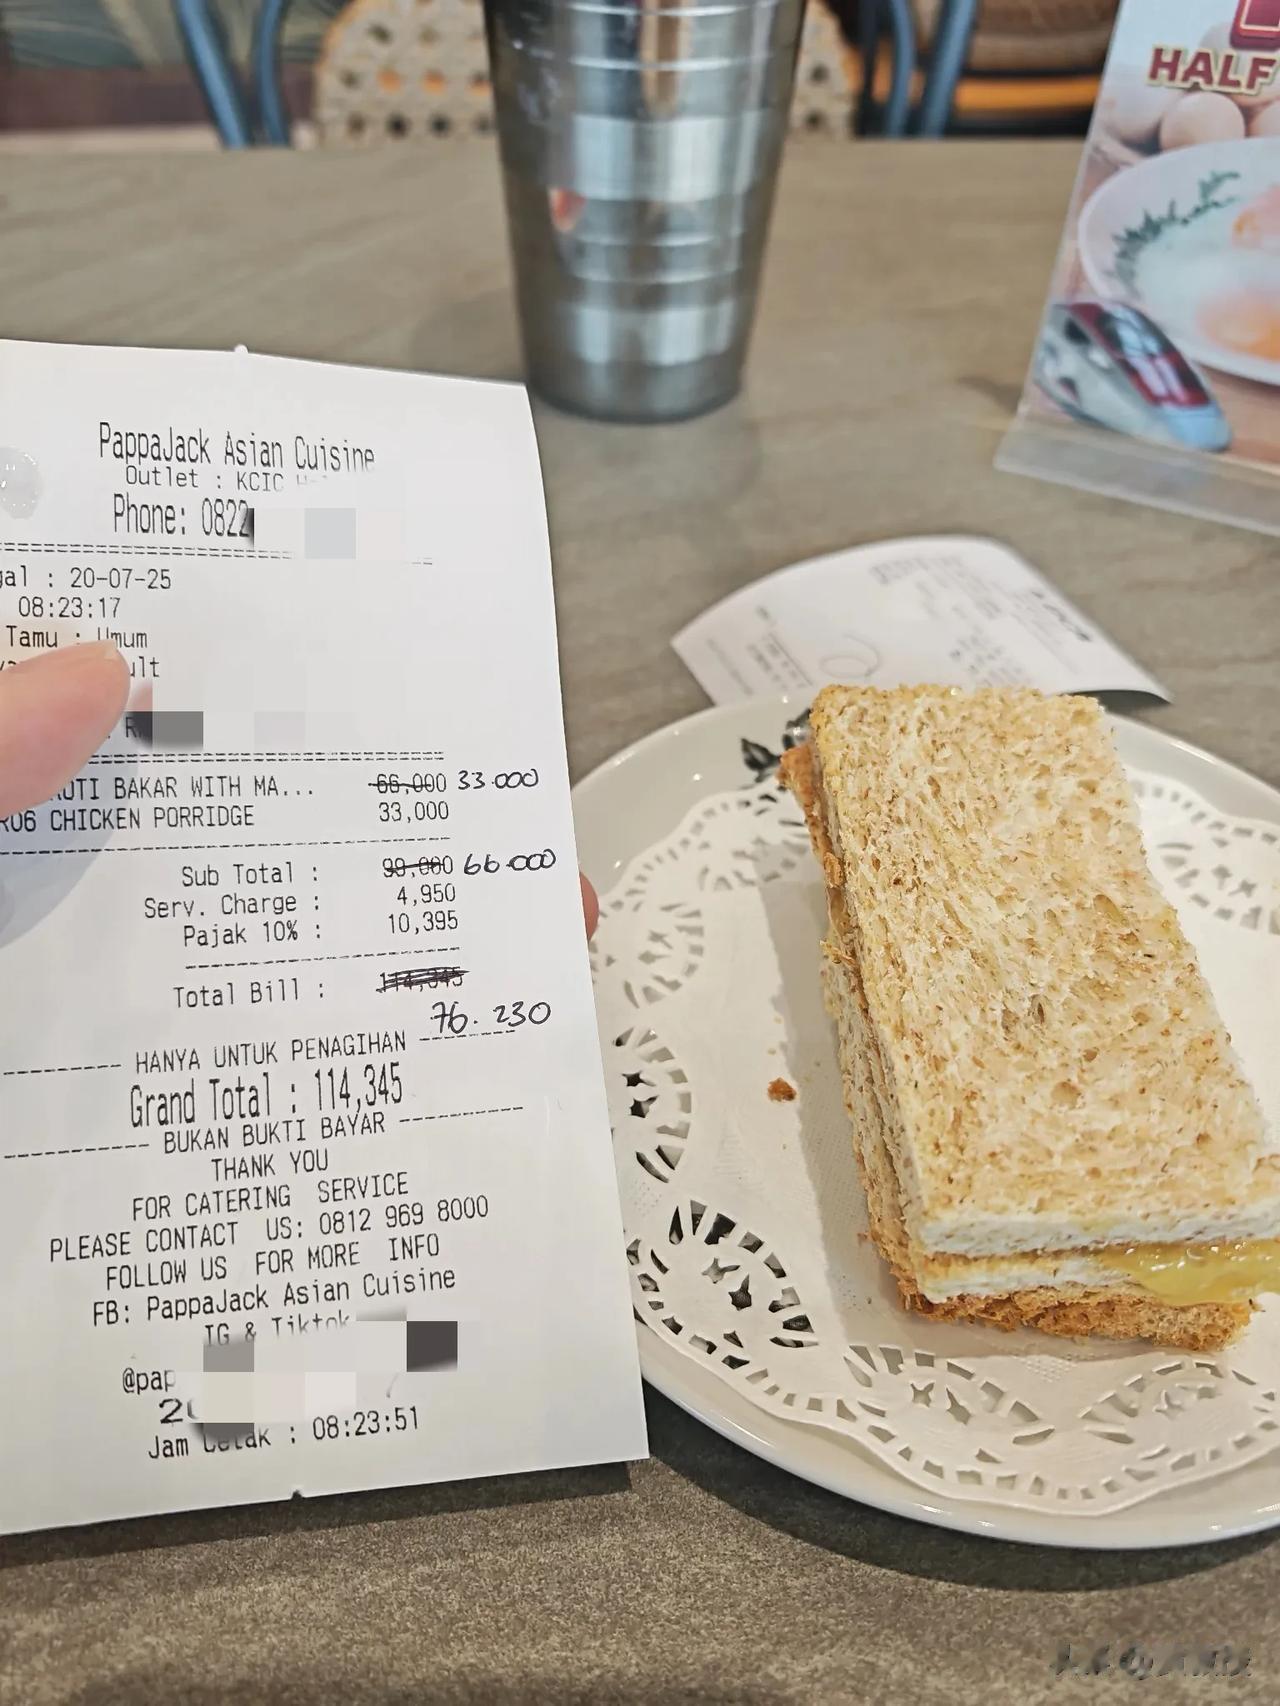 HALF
PappaJack Asian Cuisine
Outlet : KCIC
Phone: 0822
gal : 20-07-25
08:23:17
Tamu : Umum
ult
ROTI BAKAR WITH MA... 66,000 33.000
R06 CHICKEN PORRIDGE 33,000
Sub Total : 99,000 66.000
Serv. Charge : 4,950
Pajak 10% : 10,395
Total Bill : 114,345
76.230
HANYA UNTUK PENAGIHAN
Grand Total : 114,345
BUKAN BUKTI BAYAR
THANK YOU
FOR CATERING SERVICE
PLEASE CONTACT US: 0812 969 8000
FOLLOW US FOR MORE INFO
FB: PappaJack Asian Cuisine
IG & Tiktok
@pap
Jam Cetak : 08:23:51